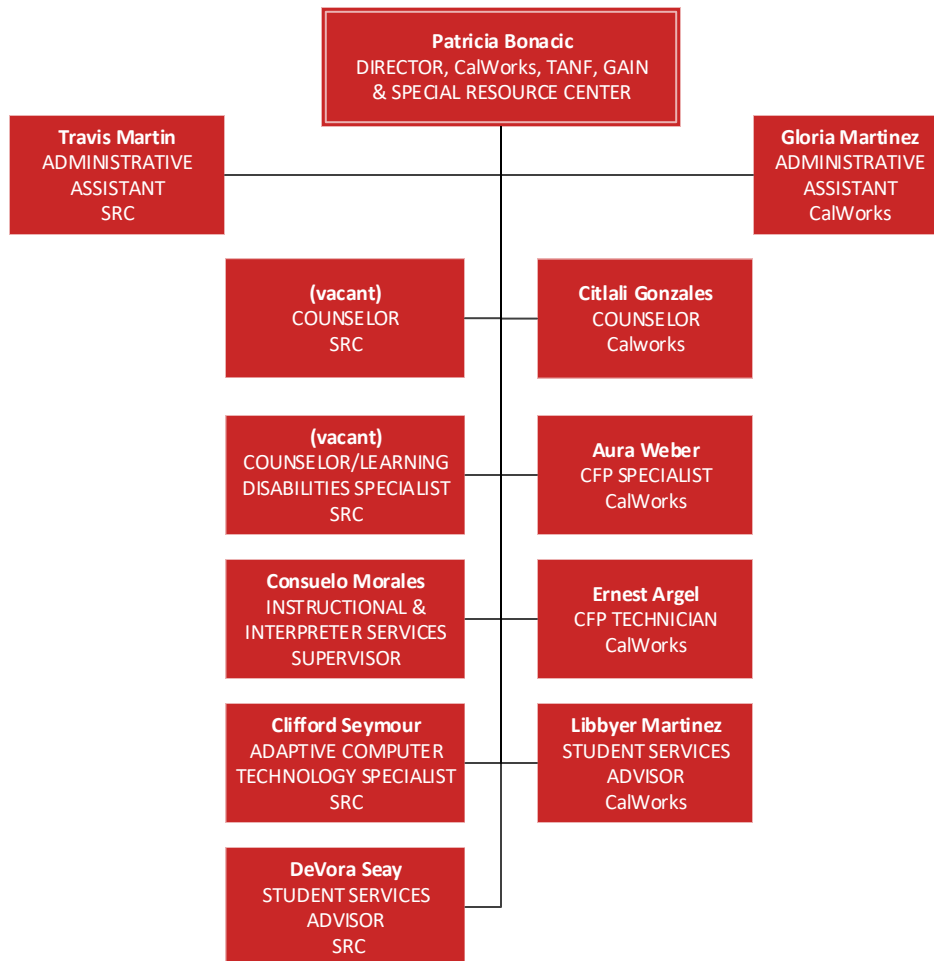 Patricia Bonacic
DIRECTOR, CalWorks, TANF, GAIN
& SPECIAL RESOURCE CENTER
Travis Martin
ADMINISTRATIVE
ASSISTANT
SRC
Gloria Martinez
ADMINISTRATIVE
ASSISTANT
CalWorks
(vacant)
COUNSELOR
SRC
Citlali Gonzales
COUNSELOR
Calworks
(vacant)
COUNSELOR/LEARNING
DISABILITIES SPECIALIST
SRC
Aura Weber
CFP SPECIALIST
CalWorks
Consuelo Morales
INSTRUCTIONAL &
INTERPRETER SERVICES
SUPERVISOR
Ernest Argel
CFP TECHNICIAN
CalWorks
Clifford Seymour
ADAPTIVE COMPUTER
TECHNOLOGY SPECIALIST
SRC
Libbyer Martinez
STUDENT SERVICES
ADVISOR
CalWorks
DeVora Seay
STUDENT SERVICES
ADVISOR
SRC